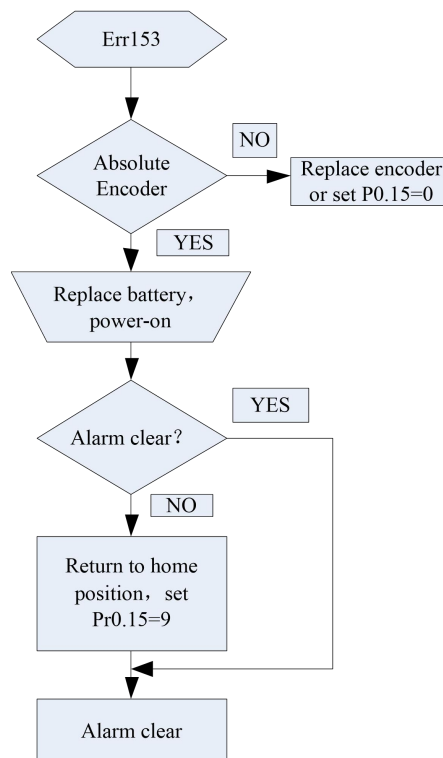 Err153
Absolute
Encoder
NO
Replace encoder
or set P0.15=0
YES
Replace battery，
power-on
Alarm clear？
YES
NO
Return to home
position，set
Pr0.15=9
Alarm clear